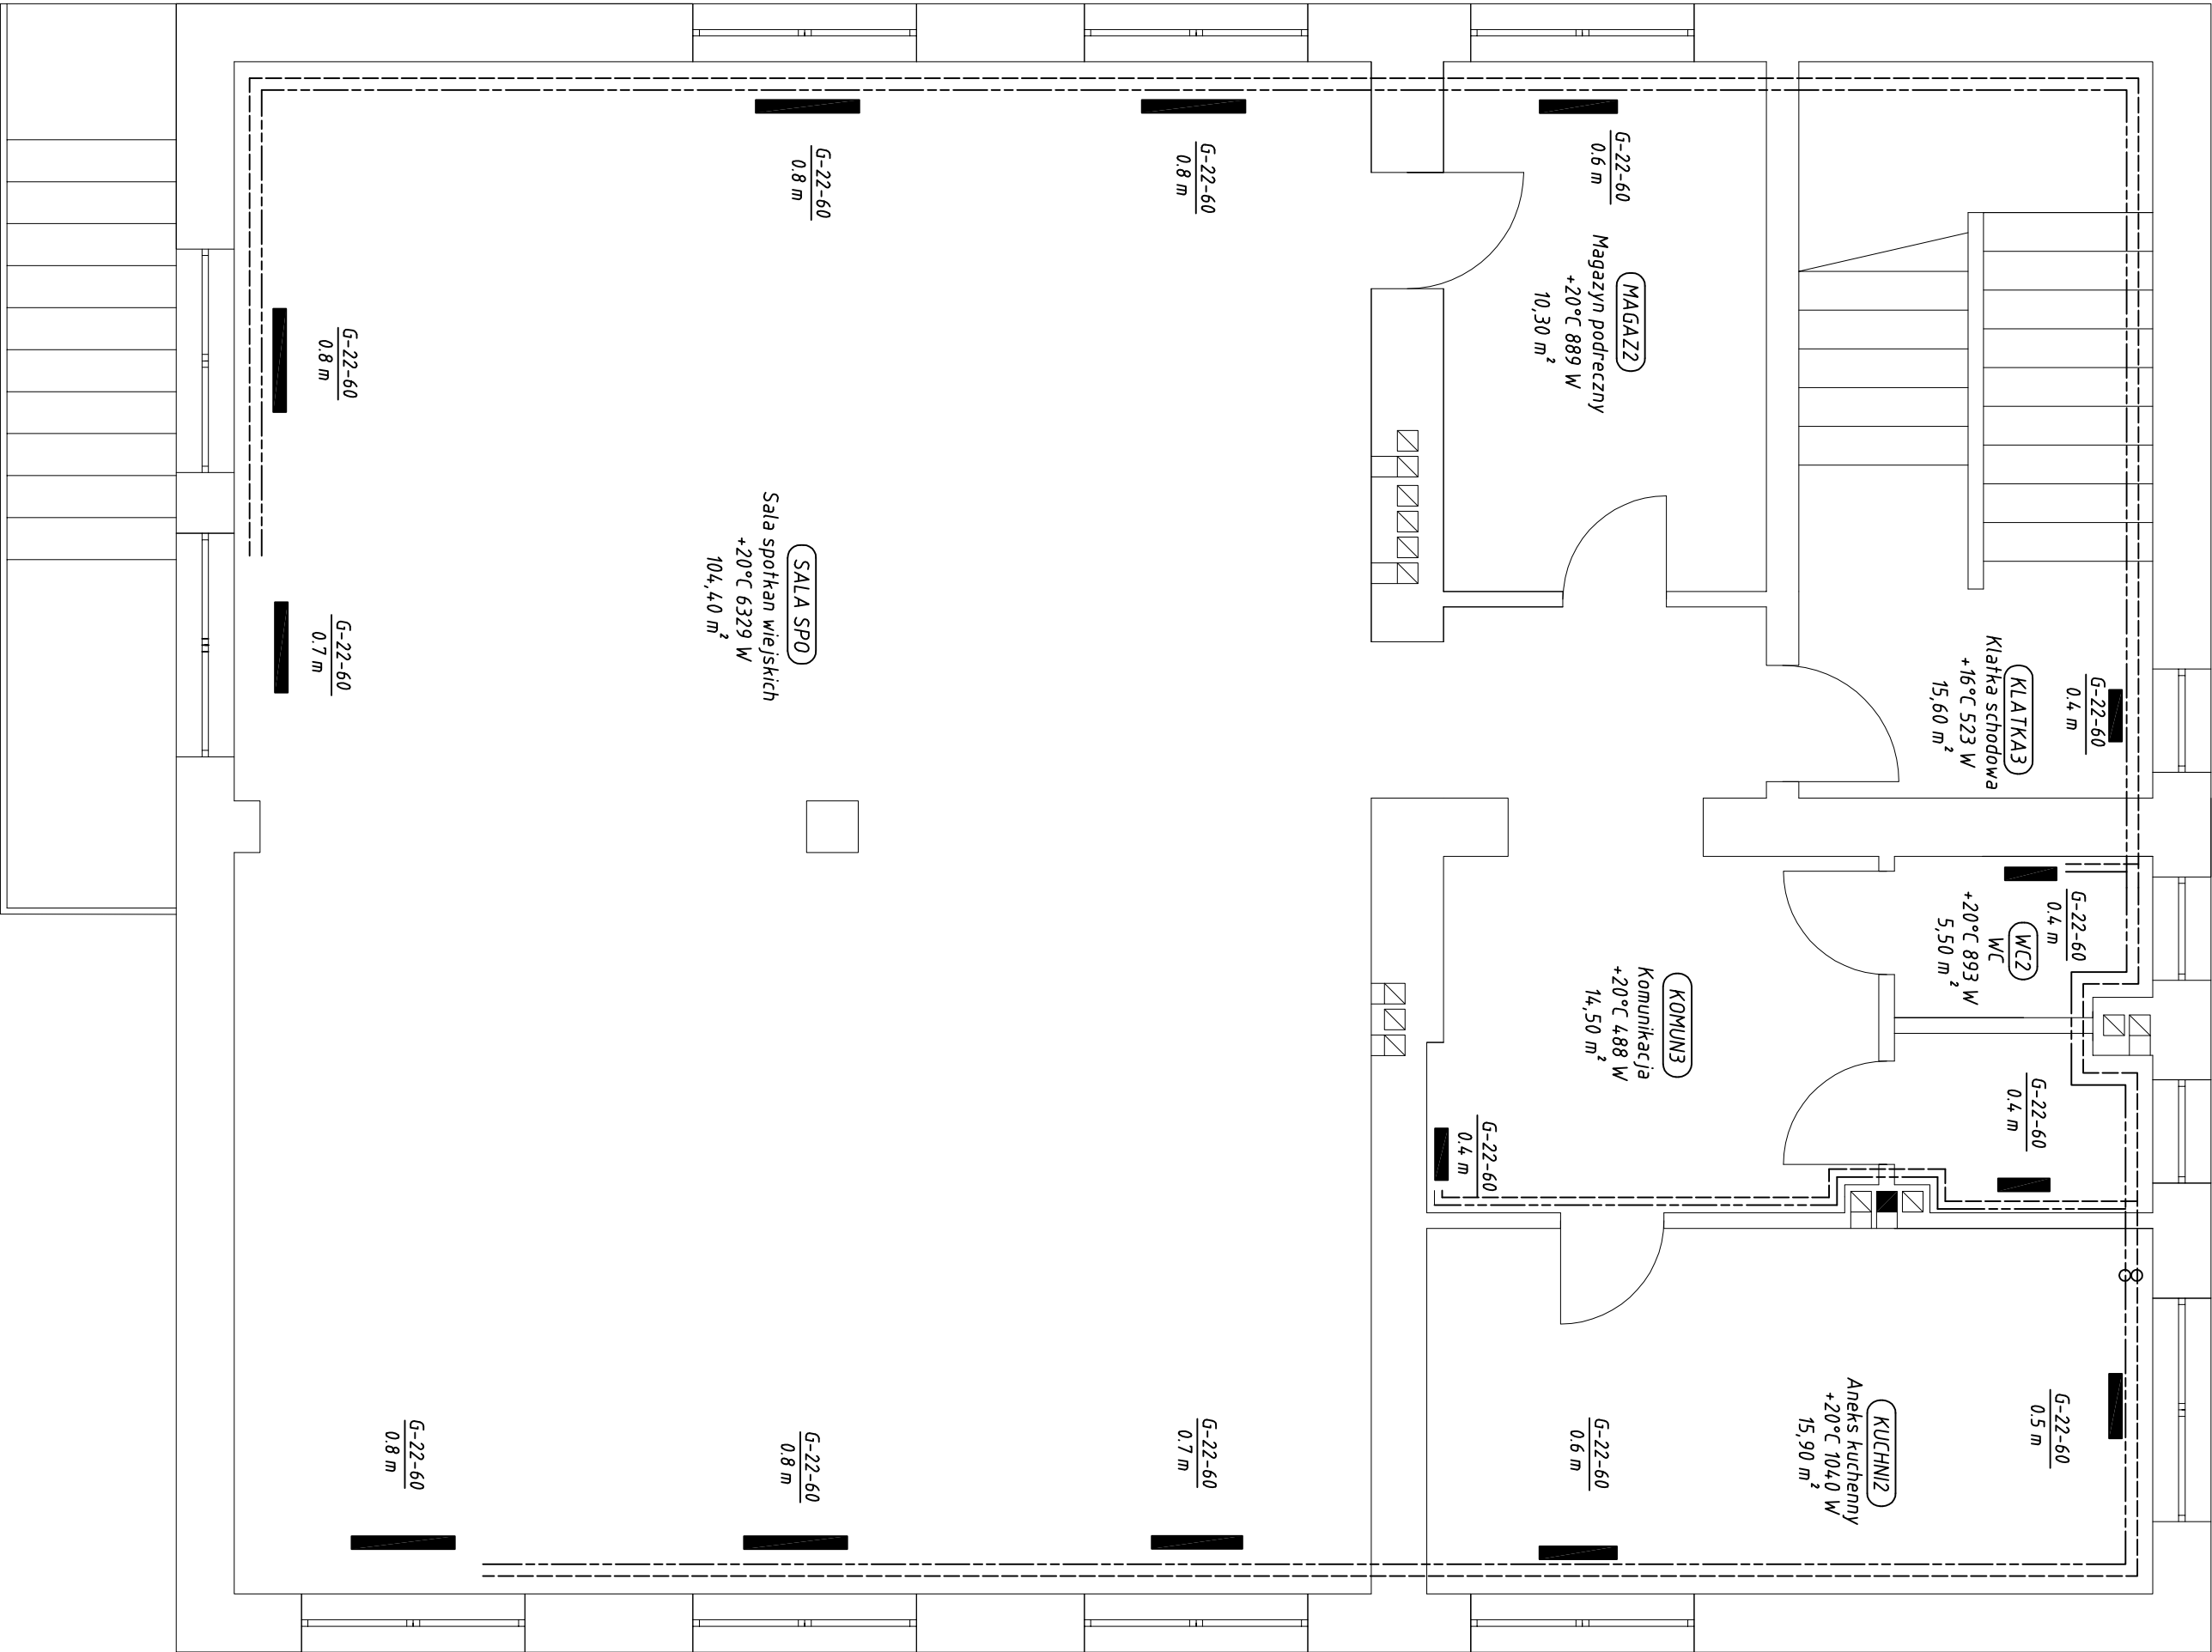 G-22-60
0.4 m
KLATKA3
Klatka schodowa
+16°C 523 W
15,60 m²
G-22-60
0.4 m
WC2
WC
+20°C 893 W
5,50 m²
G-22-60
0.4 m
8
G-22-60
0.5 m
KUCHNI2
Aneks kuchenny
+20°C 1040 W
15,90 m²
G-22-60
0.6 m
MAGAZ2
Magazyn podreczny
+20°C 889 W
10,30 m²
KOMUN3
Komunikacja
+20°C 488 W
14,50 m²
G-22-60
0.4 m
G-22-60
0.6 m
G-22-60
0.8 m
G-22-60
0.7 m
G-22-60
0.8 m
SALA SPO
Sala spotkan wiejskich
+20°C 6329 W
104,40 m²
G-22-60
0.8 m
G-22-60
0.8 m
G-22-60
0.7 m
G-22-60
0.8 m